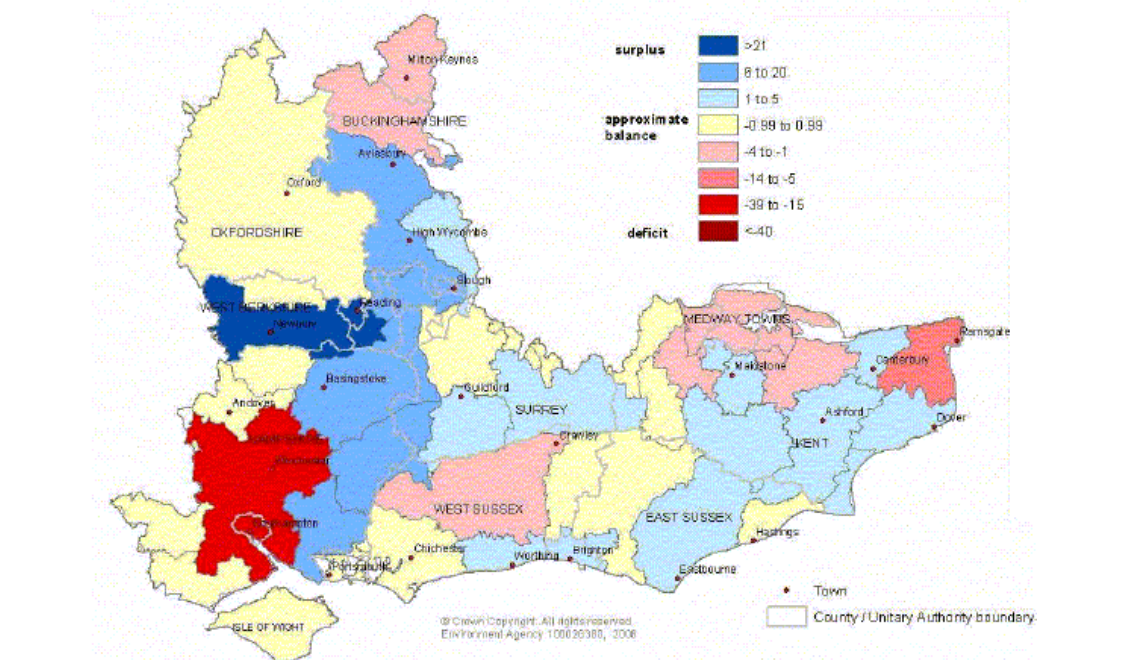 surplus
>21
6 to 20
1 to 5
approximate
balance
-0.99 to 0.99
-4 to -1
-14 to -5
-39 to -15
deficit
<-40
Milton Keynes
BUCKINGHAMSHIRE
Aylesbury
Oxford
OXFORDSHIRE
High Wycombe
Slough
WEST BERKSHIRE
Reading
Newbury
MEDWAY TOWNS
Ramsgate
Canterbury
Maidstone
Basingstoke
Guildford
Andover
SURREY
Ashford
Dover
HAMPSHIRE
Crawley
KENT
Winchester
WEST SUSSEX
EAST SUSSEX
Southampton
Hastings
Chichester
Worthing
Brighton
Portsmouth
Eastbourne
ISLE OF WIGHT
Town
County / Unitary Authority boundary
© Crown Copyright. All rights reserved.
Environment Agency 100026380, 2006